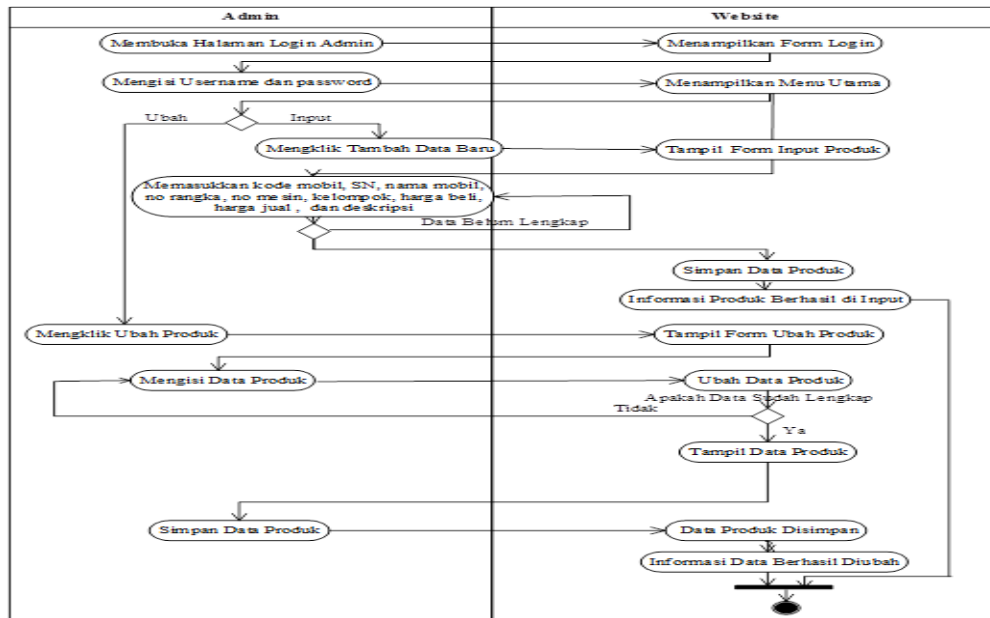 Admin
Website
Membuka Halaman Login Admin
Menampilkan Form Login
Mengisi Username dan password
Menampilkan Menu Utama
Ubah
Input
Mengklik Tambah Data Baru
Tampil Form Input Produk
Memasukkan kode mobil, SN, nama mobil,
no rangka, no mesin, kelompok, harga beli,
harga jual , dan deskripsi
Data Belum Lengkap
Simpan Data Produk
Informasi Produk Berhasil di Input
Mengklik Ubah Produk
Tampil Form Ubah Produk
Mengisi Data Produk
Ubah Data Produk
Apakah Data Sudah Lengkap
Tidak
Ya
Tampil Data Produk
Simpan Data Produk
Data Produk Disimpan
Informasi Data Berhasil Diubah